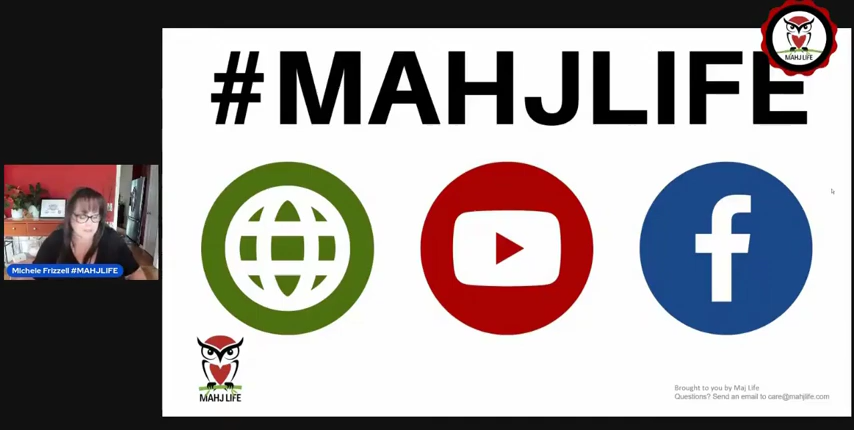 #MAHJLIFE
MAHJ LIFE
Michele Frizzell #MAHJLIFE
MAHJ LIFE
Brought to you by Maj Life
Questions? Send an email to care@mahjlife.com